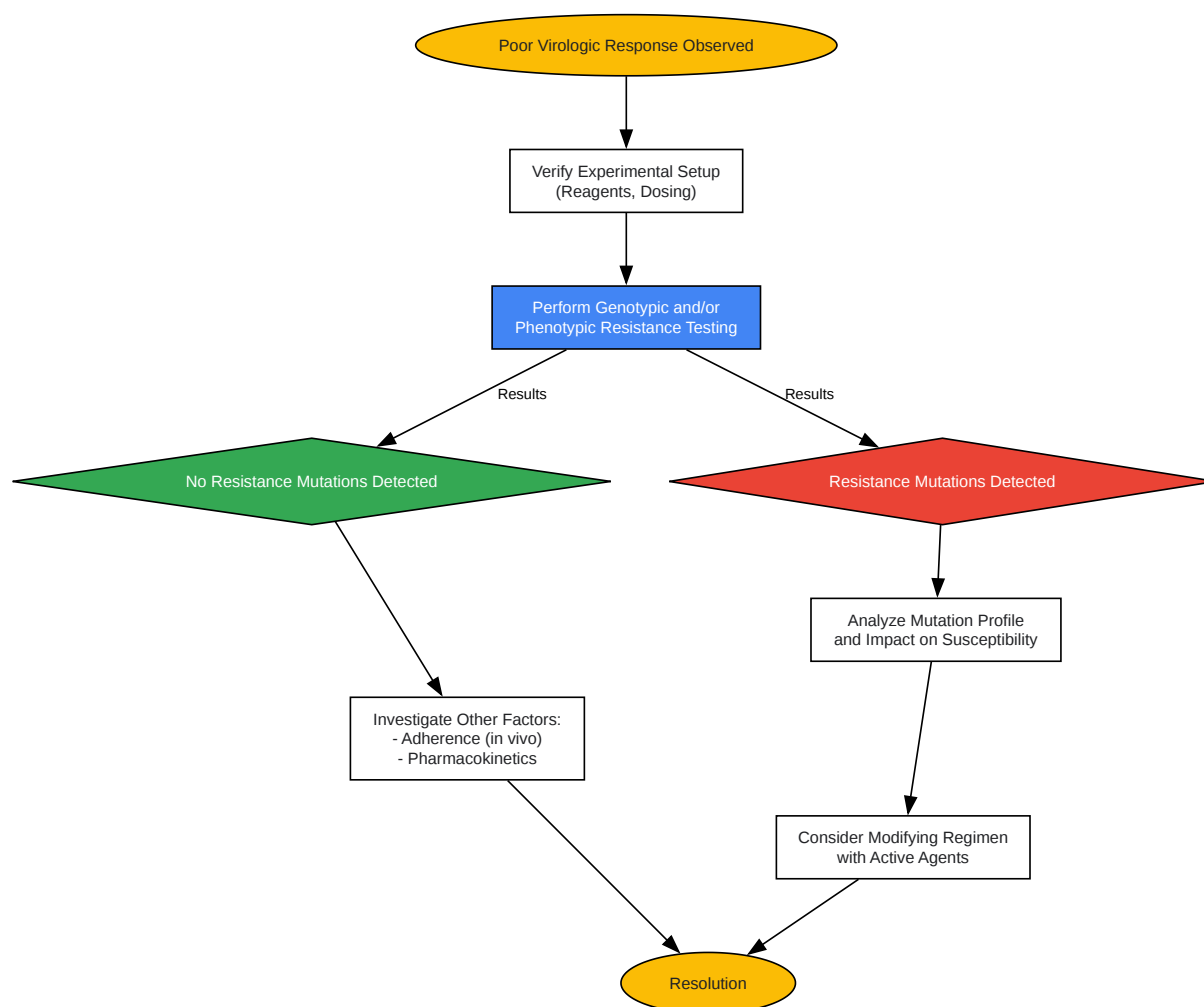 Poor Virologic Response Observed
Verify Experimental Setup
(Reagents, Dosing)
Perform Genotypic and/or
Phenotypic Resistance Testing
Results
Results
No Resistance Mutations Detected
Resistance Mutations Detected
Analyze Mutation Profile
and Impact on Susceptibility
Investigate Other Factors:
- Adherence (in vivo)
- Pharmacokinetics
Consider Modifying Regimen
with Active Agents
Resolution